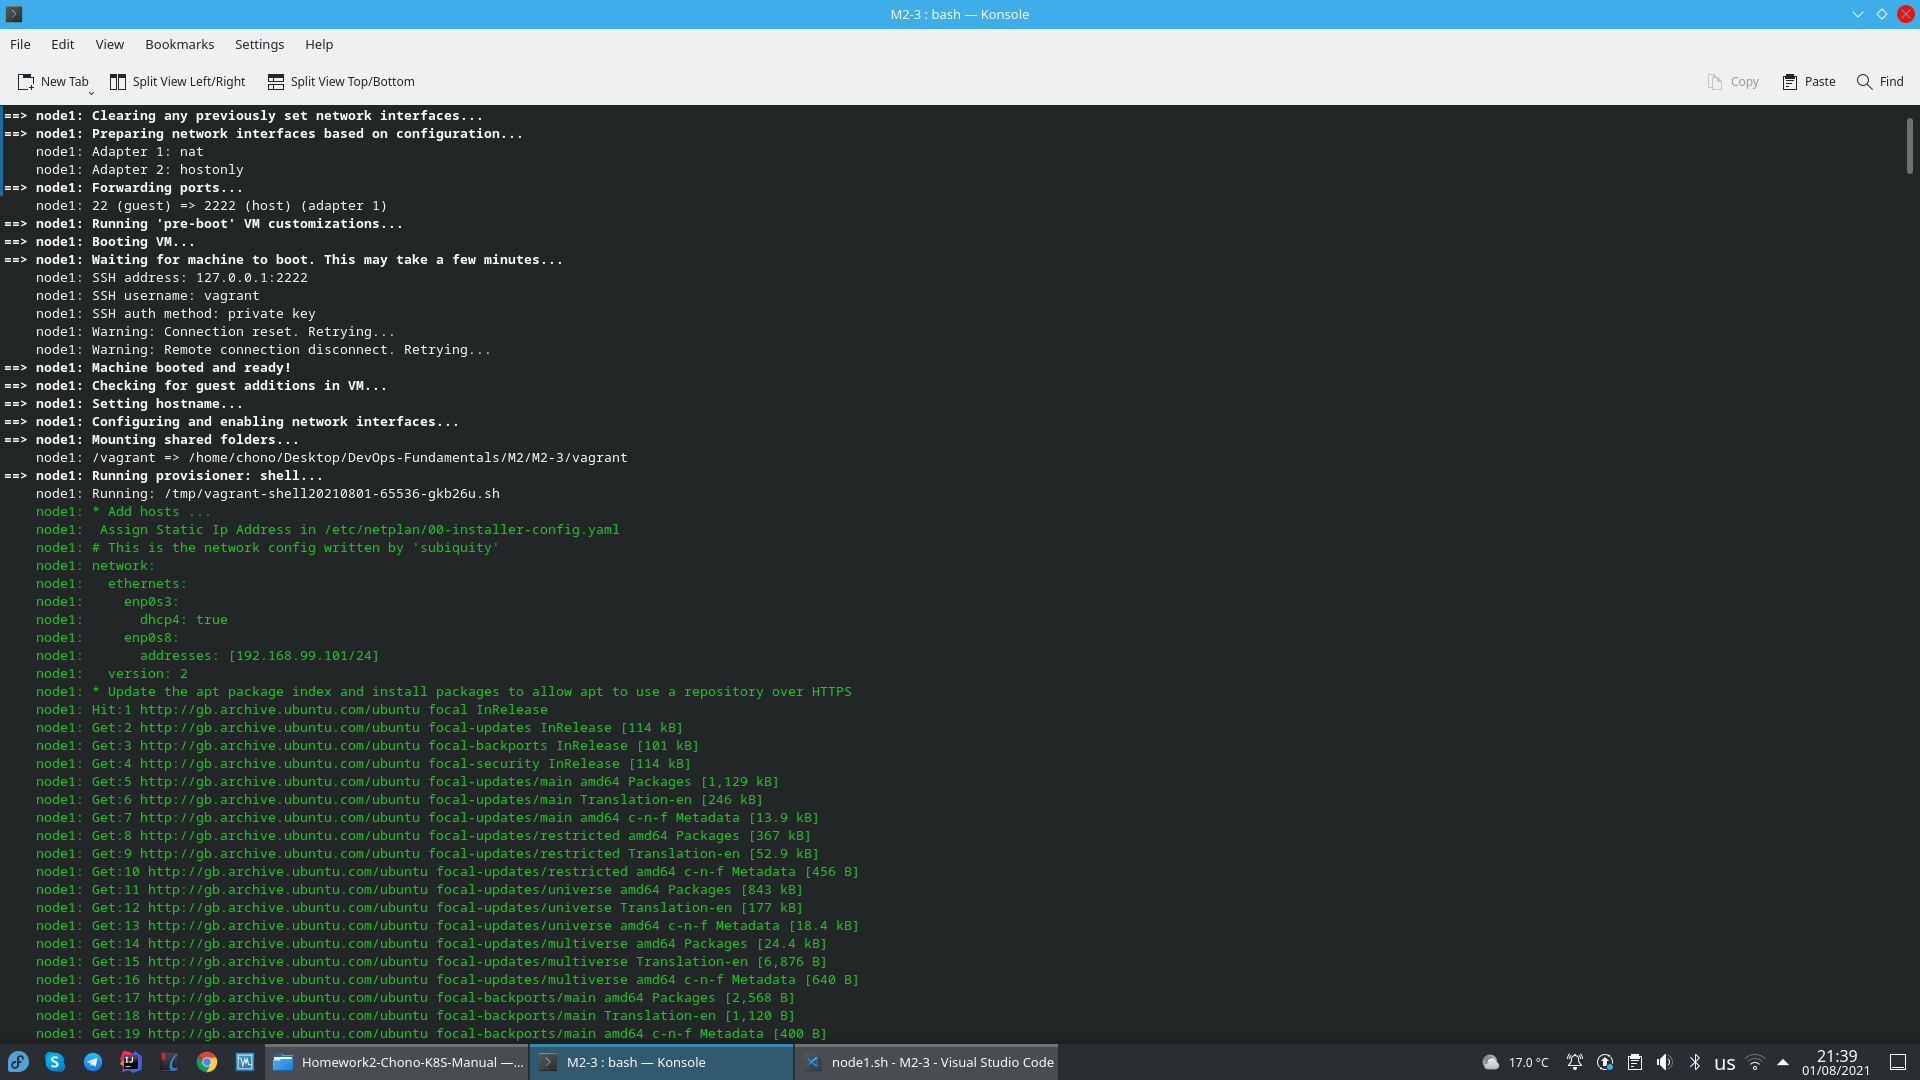 M2-3 : bash — Konsole
File Edit View Bookmarks Settings Help
New Tab Split View Left/Right Split View Top/Bottom Copy Paste Find
==> node1: Clearing any previously set network interfaces...
==> node1: Preparing network interfaces based on configuration...
    node1: Adapter 1: nat
    node1: Adapter 2: hostonly
==> node1: Forwarding ports...
    node1: 22 (guest) => 2222 (host) (adapter 1)
==> node1: Running 'pre-boot' VM customizations...
==> node1: Booting VM...
==> node1: Waiting for machine to boot. This may take a few minutes...
    node1: SSH address: 127.0.0.1:2222
    node1: SSH username: vagrant
    node1: SSH auth method: private key
    node1: Warning: Connection reset. Retrying...
    node1: Warning: Remote connection disconnect. Retrying...
==> node1: Machine booted and ready!
==> node1: Checking for guest additions in VM...
==> node1: Setting hostname...
==> node1: Configuring and enabling network interfaces...
==> node1: Mounting shared folders...
    node1: /vagrant => /home/chono/Desktop/DevOps-Fundamentals/M2/M2-3/vagrant
==> node1: Running provisioner: shell...
    node1: Running: /tmp/vagrant-shell20210801-65536-gkb26u.sh
    node1: * Add hosts ...
    node1:  Assign Static Ip Address in /etc/netplan/00-installer-config.yaml
    node1: # This is the network config written by 'subiquity'
    node1: network:
    node1:   ethernets:
    node1:     enp0s3:
    node1:       dhcp4: true
    node1:     enp0s8:
    node1:       addresses: [192.168.99.101/24]
    node1:   version: 2
    node1: * Update the apt package index and install packages to allow apt to use a repository over HTTPS
    node1: Hit:1 http://gb.archive.ubuntu.com/ubuntu focal InRelease
    node1: Get:2 http://gb.archive.ubuntu.com/ubuntu focal-updates InRelease [114 kB]
    node1: Get:3 http://gb.archive.ubuntu.com/ubuntu focal-backports InRelease [101 kB]
    node1: Get:4 http://gb.archive.ubuntu.com/ubuntu focal-security InRelease [114 kB]
    node1: Get:5 http://gb.archive.ubuntu.com/ubuntu focal-updates/main amd64 Packages [1,129 kB]
    node1: Get:6 http://gb.archive.ubuntu.com/ubuntu focal-updates/main Translation-en [246 kB]
    node1: Get:7 http://gb.archive.ubuntu.com/ubuntu focal-updates/main amd64 c-n-f Metadata [13.9 kB]
    node1: Get:8 http://gb.archive.ubuntu.com/ubuntu focal-updates/restricted amd64 Packages [367 kB]
    node1: Get:9 http://gb.archive.ubuntu.com/ubuntu focal-updates/restricted Translation-en [52.9 kB]
    node1: Get:10 http://gb.archive.ubuntu.com/ubuntu focal-updates/restricted amd64 c-n-f Metadata [456 B]
    node1: Get:11 http://gb.archive.ubuntu.com/ubuntu focal-updates/universe amd64 Packages [843 kB]
    node1: Get:12 http://gb.archive.ubuntu.com/ubuntu focal-updates/universe Translation-en [177 kB]
    node1: Get:13 http://gb.archive.ubuntu.com/ubuntu focal-updates/universe amd64 c-n-f Metadata [18.4 kB]
    node1: Get:14 http://gb.archive.ubuntu.com/ubuntu focal-updates/multiverse amd64 Packages [24.4 kB]
    node1: Get:15 http://gb.archive.ubuntu.com/ubuntu focal-updates/multiverse Translation-en [6,876 B]
    node1: Get:16 http://gb.archive.ubuntu.com/ubuntu focal-updates/multiverse amd64 c-n-f Metadata [640 B]
    node1: Get:17 http://gb.archive.ubuntu.com/ubuntu focal-backports/main amd64 Packages [2,568 B]
    node1: Get:18 http://gb.archive.ubuntu.com/ubuntu focal-backports/main Translation-en [1,120 B]
    node1: Get:19 http://gb.archive.ubuntu.com/ubuntu focal-backports/main amd64 c-n-f Metadata [400 B]
Homework2-Chono-K8S-Manual —... M2-3 : bash — Konsole node1.sh - M2-3 - Visual Studio Code 17.0 °C us 21:39
01/08/2021